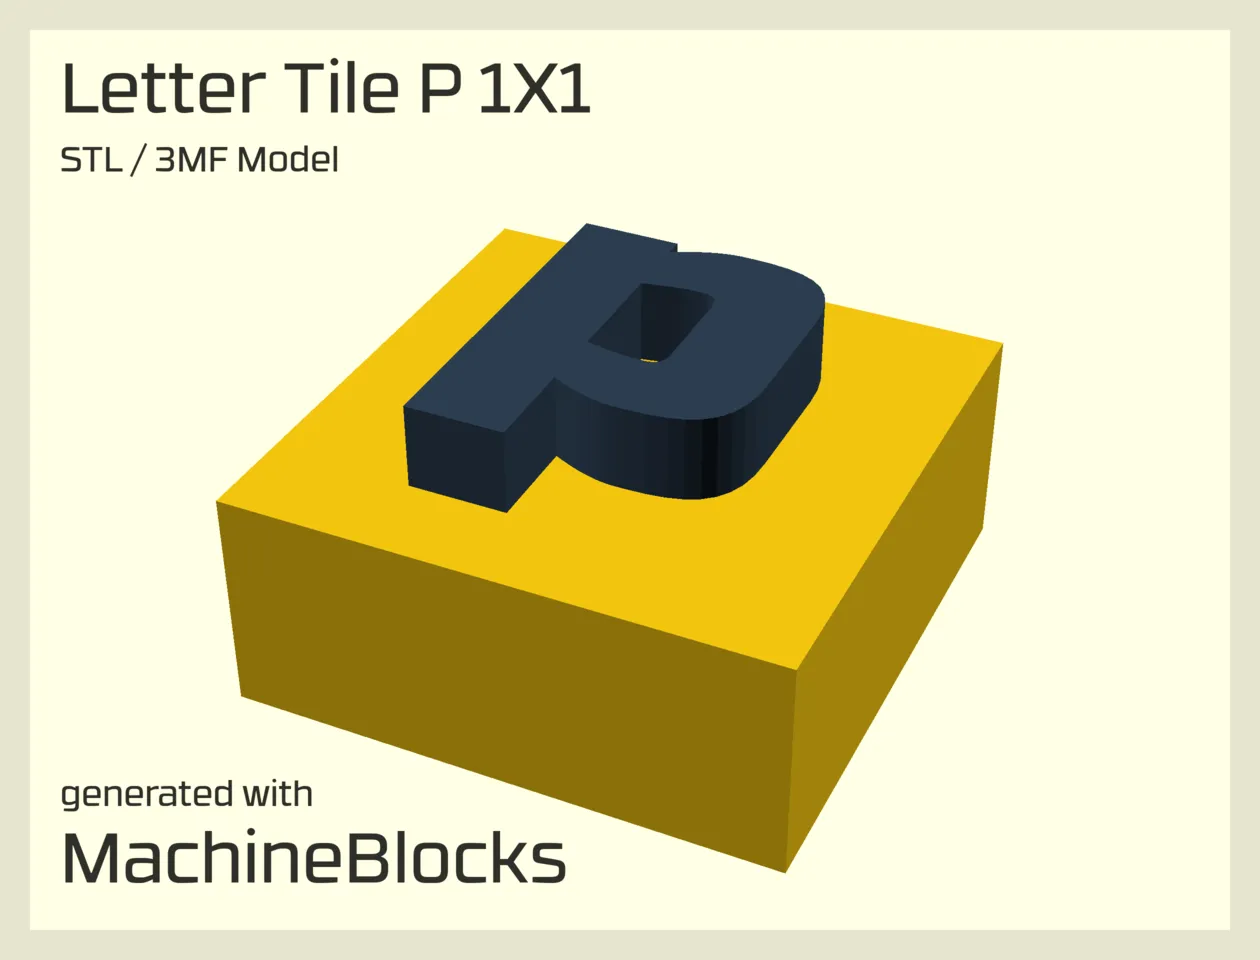 Letter Tile P 1X1
STL / 3MF Model
P
generated with
MachineBlocks